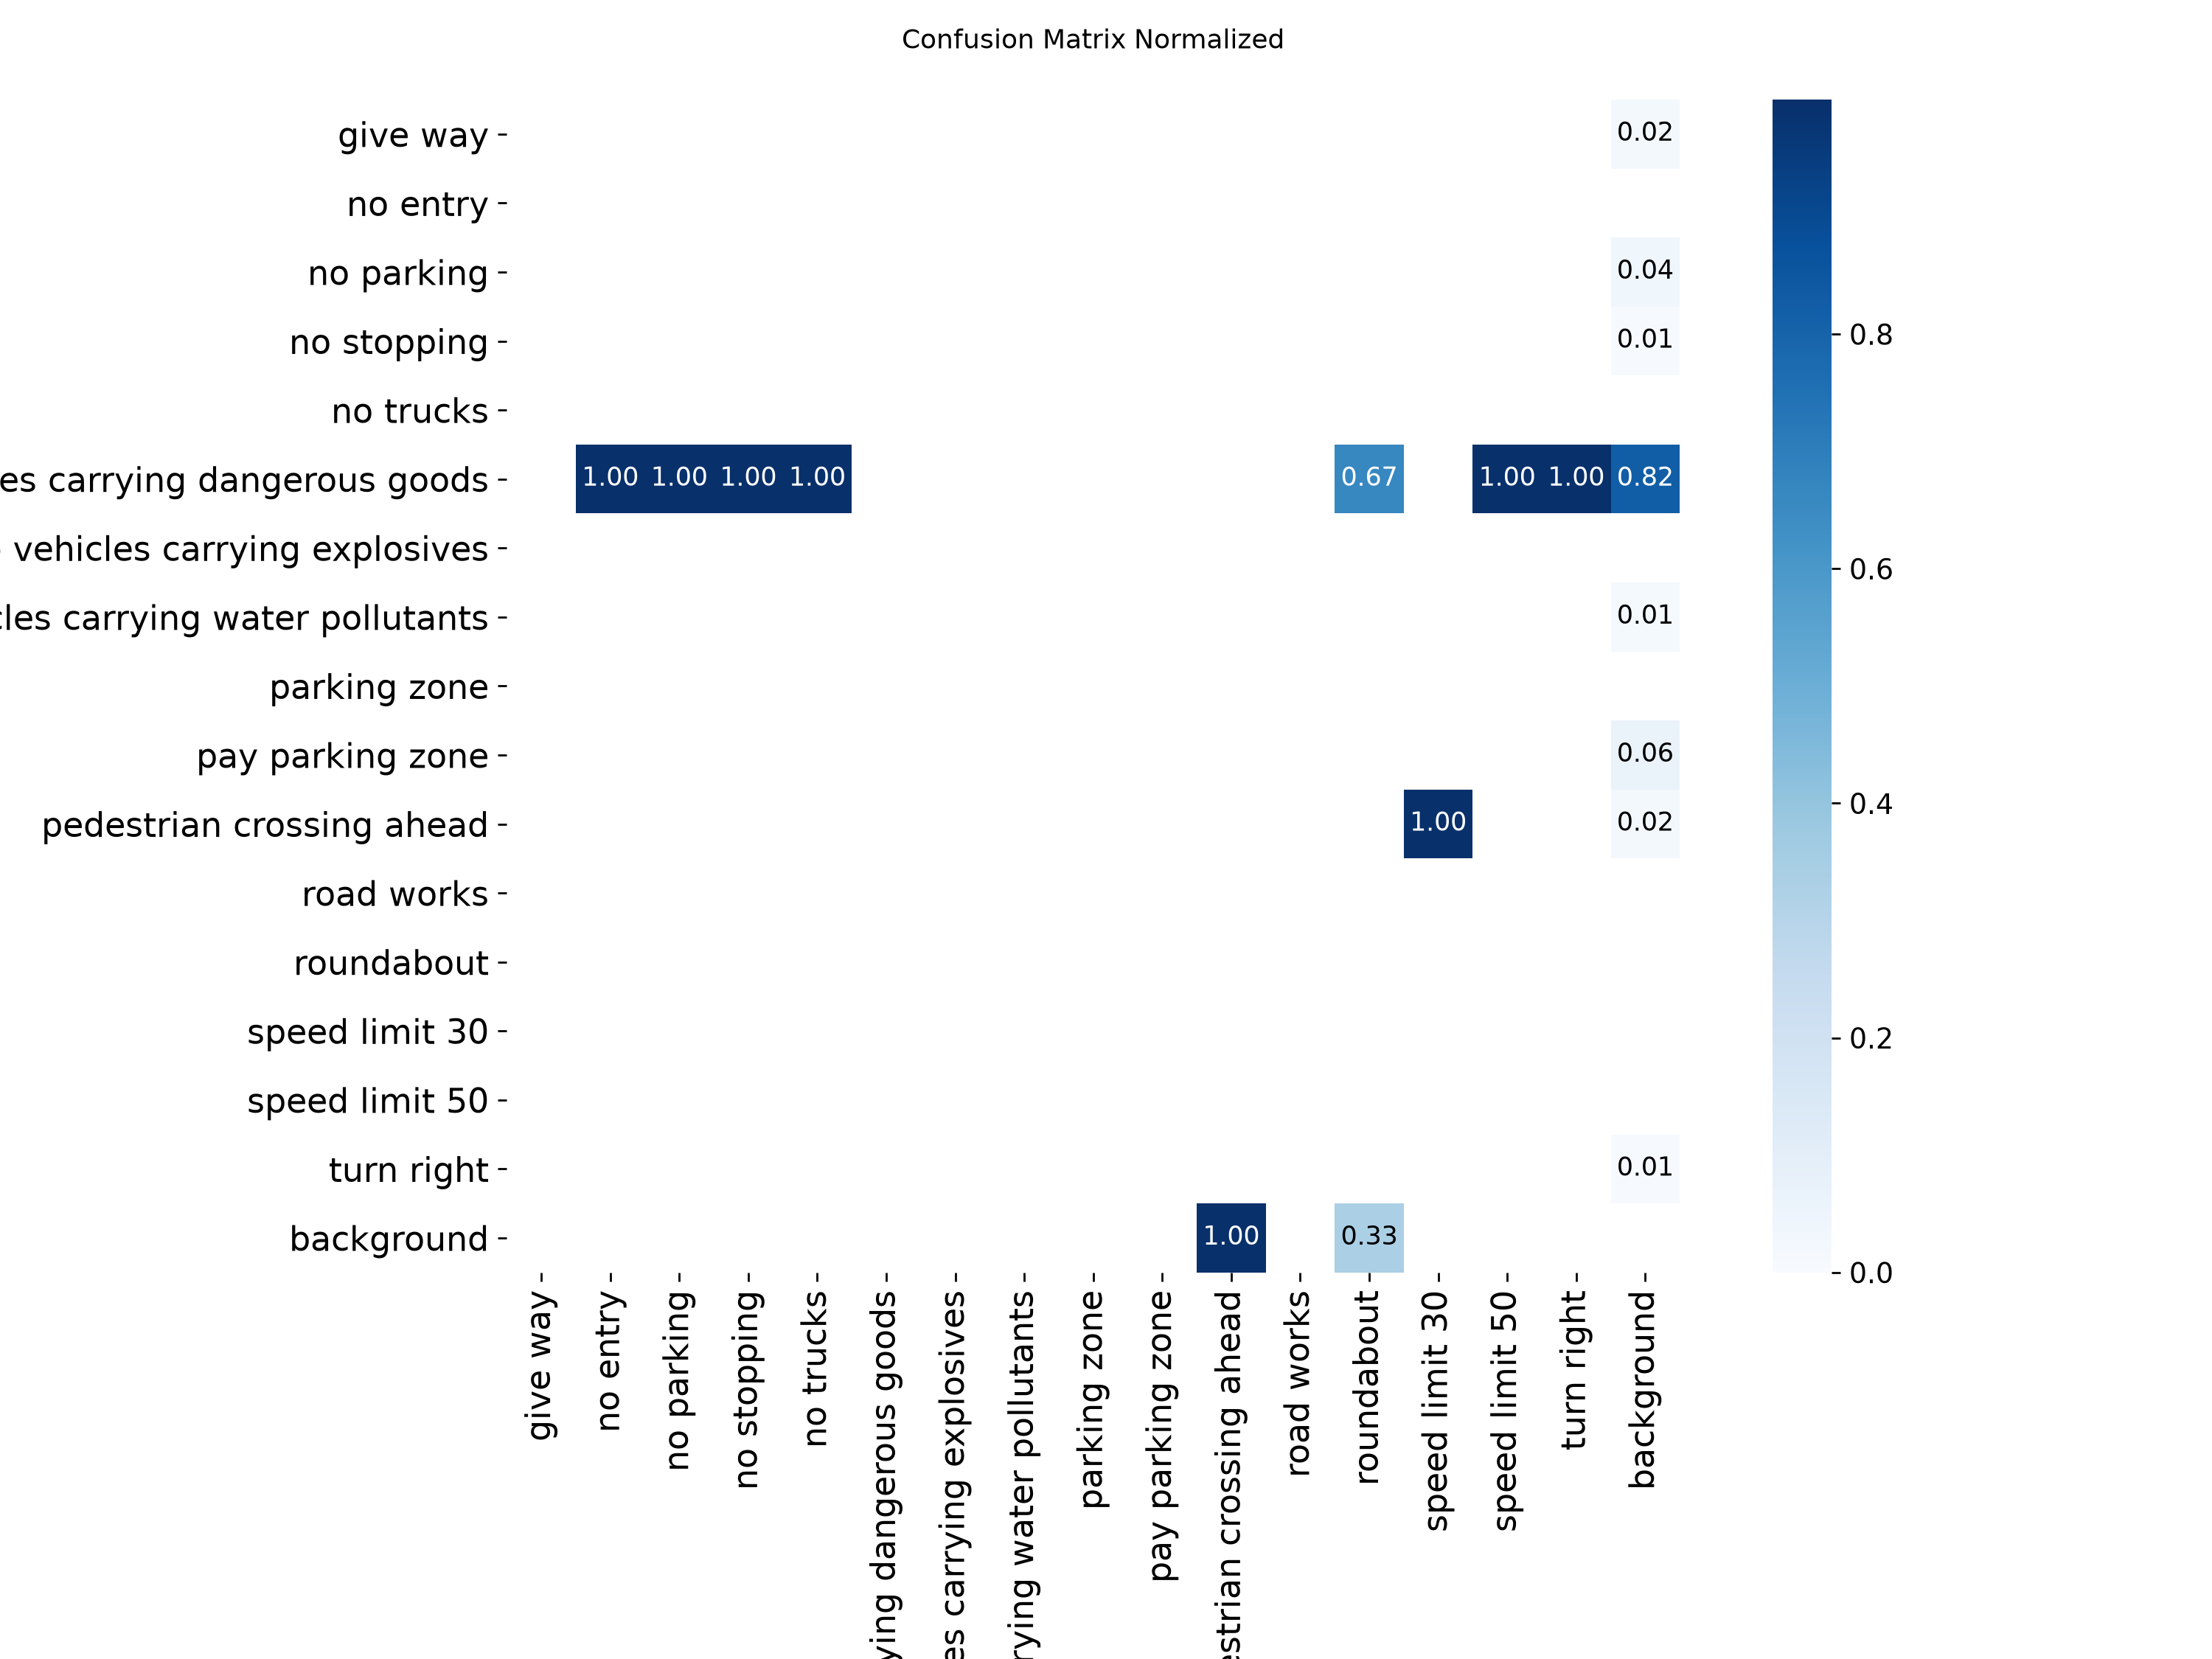 Confusion Matrix Normalized
give way
0.02
no entry
no parking
0.04
0.8
no stopping
0.01
no trucks
es carrying dangerous goods
1.00 1.00 1.00 1.00 0.67 1.00 1.00 0.82
vehicles carrying explosives
0.6
cles carrying water pollutants
0.01
parking zone
pay parking zone
0.06
0.4
pedestrian crossing ahead
1.00 0.02
road works
roundabout
speed limit 30
0.2
speed limit 50
turn right
0.01
background
1.00 0.33
0.0
give way
no entry
no parking
no stopping
no trucks
ying dangerous goods
es carrying explosives
rying water pollutants
parking zone
pay parking zone
estrian crossing ahead
road works
roundabout
speed limit 30
speed limit 50
turn right
background